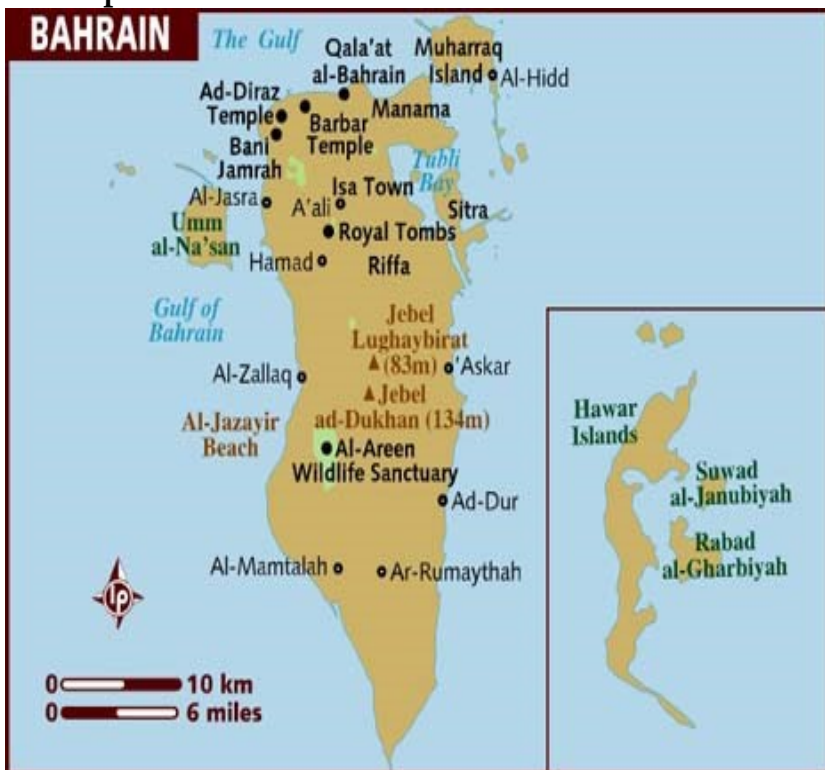 BAHRAIN
The Gulf
Qala'at
al-Bahrain
Muharraq
Island
Al-Hidd
Ad-Diraz
Temple
Barbar
Temple
Manama
Bani
Jamrah
Tubli
Bay
Al-Jasra
Isa Town
A'ali
Sitra
Umm
al-Na'san
Royal Tombs
Hamad
Riffa
Gulf of
Bahrain
Jebel
Lughaybirat
(83m)
'Askar
Al-Zallaq
Jebel
ad-Dukhan (134m)
Al-Jazayir
Beach
Al-Areen
Wildlife Sanctuary
Ad-Dur
Al-Mamtalah
Ar-Rumaythah
Hawar
Islands
Suwad
al-Janubiyah
Rabad
al-Gharbiyah
lp
0 10 km
0 6 miles